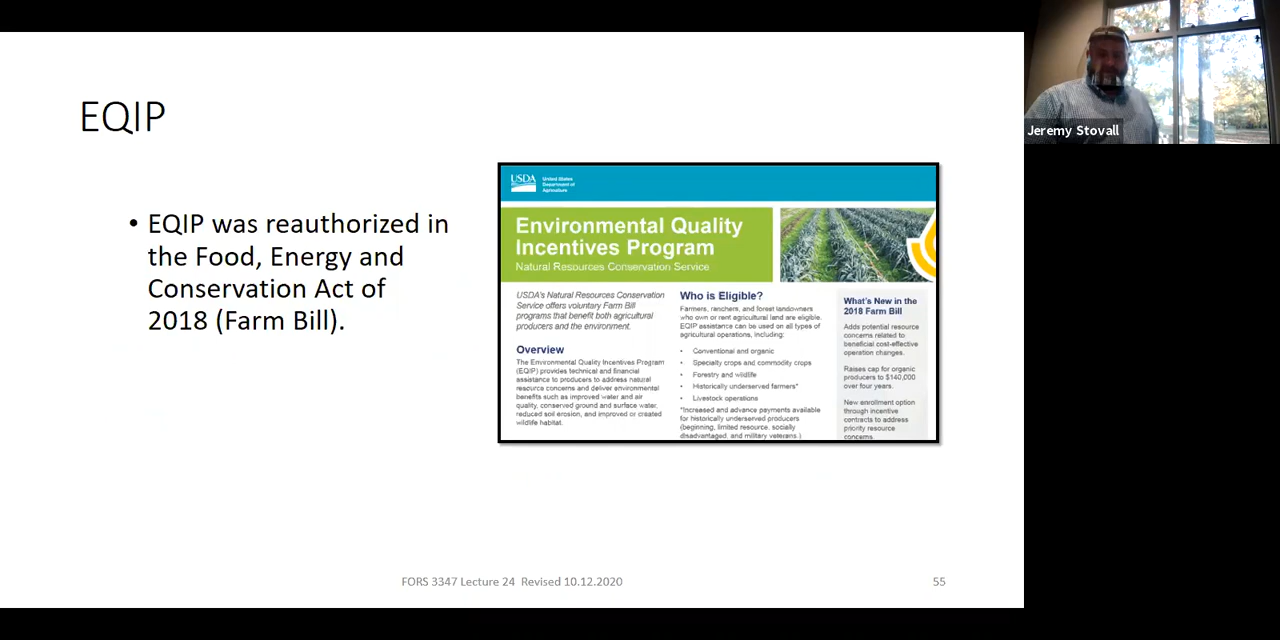 EQIP
• EQIP was reauthorized in
the Food, Energy and
Conservation Act of
2018 (Farm Bill).
USDA
United States
Department of
Agriculture
Environmental Quality
Incentives Program
Natural Resources Conservation Service
USDA's Natural Resources Conservation
Service offers voluntary Farm Bill
programs that benefit both agricultural
producers and the environment.
Overview
The Environmental Quality Incentives Program
(EQIP) provides technical and financial
assistance to producers to address natural
resource concerns and deliver environmental
benefits such as improved water and air
quality, conserved ground and surface water,
reduced soil erosion, and improved or created
wildlife habitat.
Who is Eligible?
Farmers, ranchers, and forest landowners
who own or rent agricultural land are eligible.
EQIP assistance can be used on all types of
agricultural operations, including:
• Conventional and organic
• Specialty crops and commodity crops
• Forestry and wildlife
• Historically underserved farmers*
• Livestock operations
*Increased and advance payments available
for historically underserved producers
(beginning, limited resource, socially
disadvantaged, and military veterans.)
What's New in the
2018 Farm Bill
Adds potential resource
concerns related to
beneficial cost-effective
operation changes.
Raises cap for organic
producers to $140,000
over four years.
New enrollment option
through incentive
contracts to address
priority resource
concerns.
FORS 3347 Lecture 24 Revised 10.12.2020
55
Jeremy Stovall